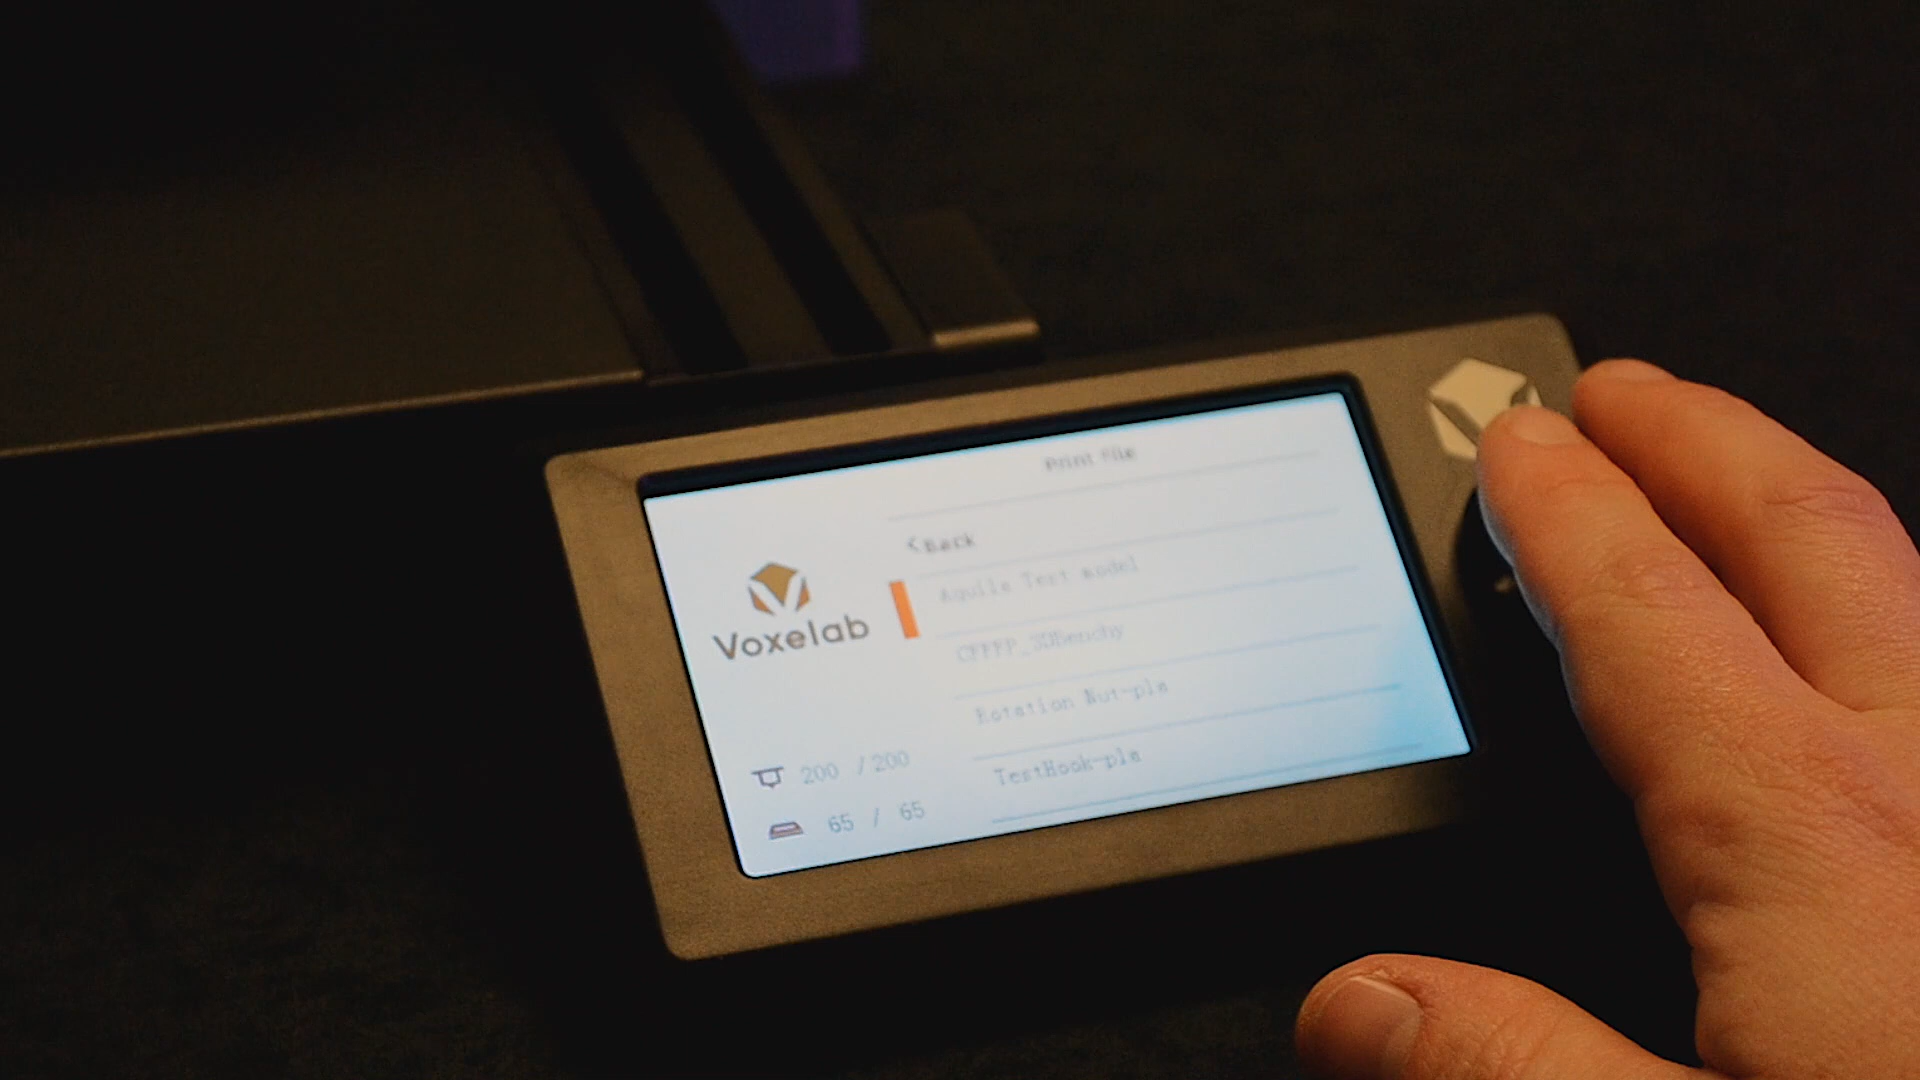 Print file
<Back
Aquila Test model
CFFFP_3DBenchy
Voxelab
Rotation Nut-pla
TestHook-pla
200 / 200
65 / 65